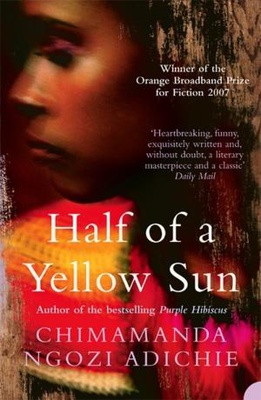 Winner of the
Orange Broadband Prize
for Fiction 2007
'Heartbreaking, funny,
exquisitely written and,
without doubt, a literary
masterpiece and a classic'
Daily Mail
Half of a
Yellow Sun
Author of the bestselling Purple Hibiscus
CHIMAMANDA
NGOZI ADICHIE